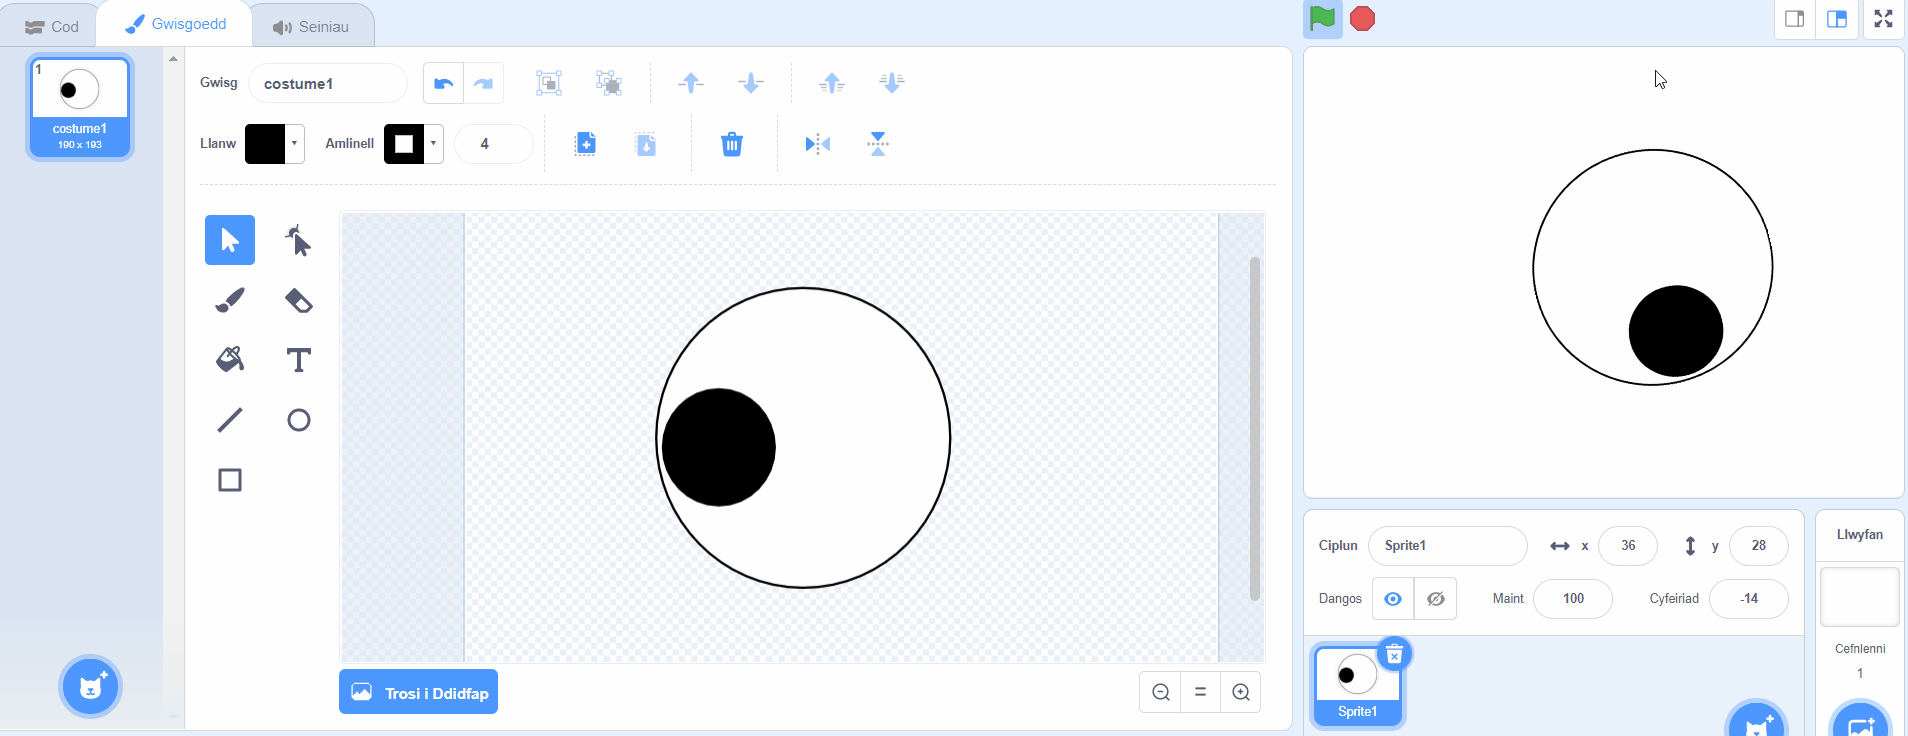 Cod
Gwisgoedd
Seiniau
1
costume1
190 x 193
Gwisg
costume1
Llanw
Amlinell
4
Trosi i Ddidfap
Ciplun
Sprite1
x
36
y
28
Dangos
Maint
100
Cyfeiriad
-14
Sprite1
Llwyfan
Cefnlenni
1